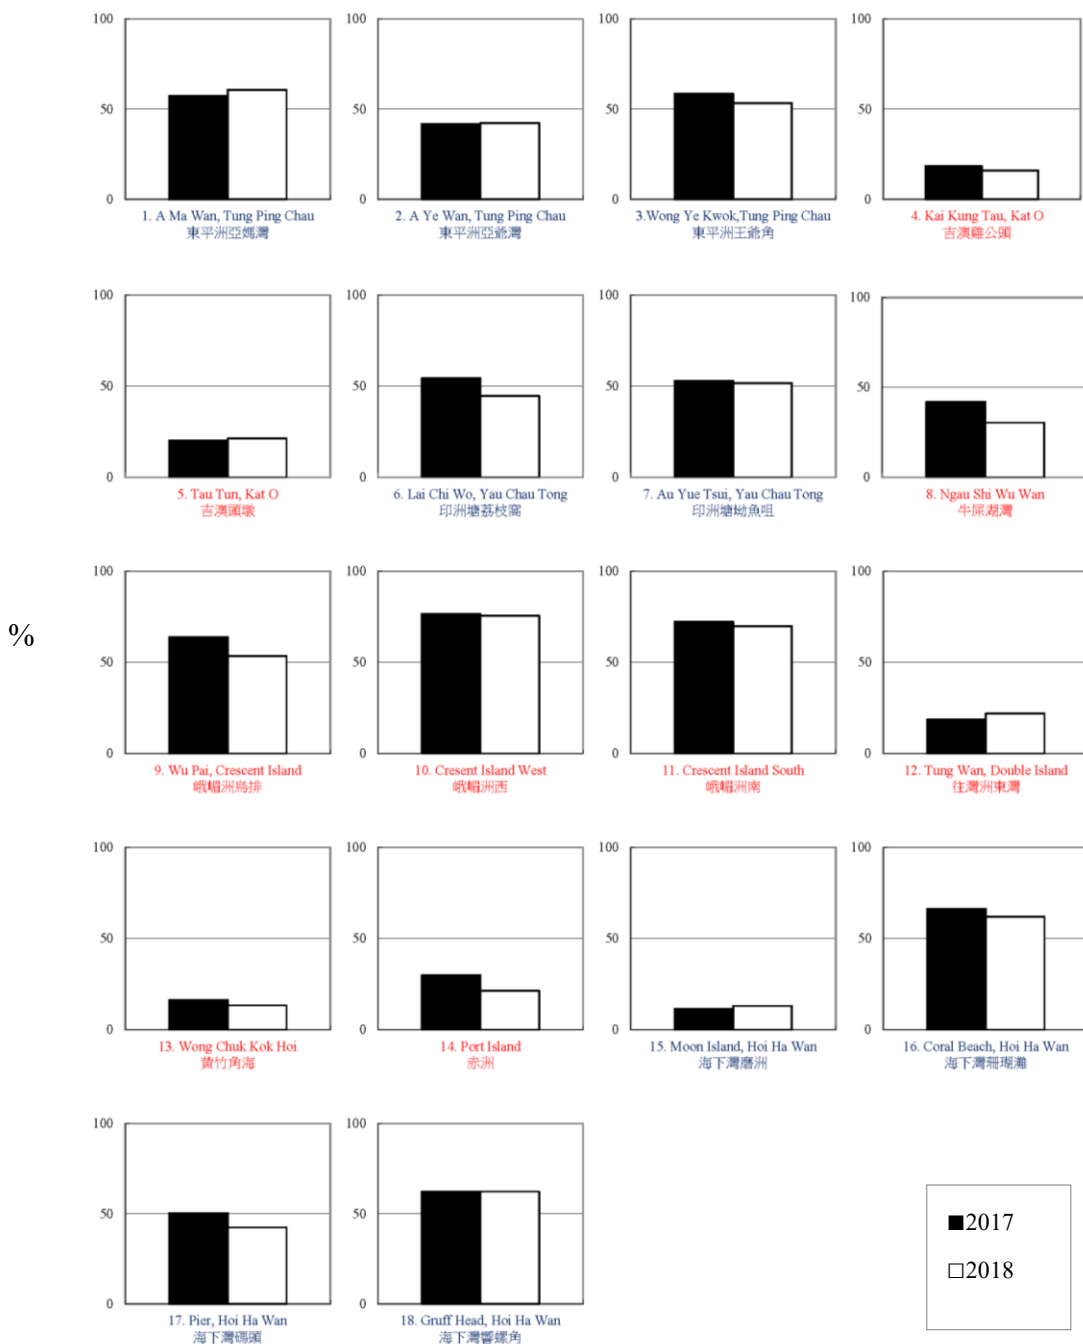 100
50
0
1. A Ma Wan, Tung Ping Chau
東平洲亞媽灣
100
50
0
2. A Ye Wan, Tung Ping Chau
東平洲亞爺灣
100
50
0
3.Wong Ye Kwok,Tung Ping Chau
東平洲王爺角
100
50
0
4. Kai Kung Tau, Kat O
吉澳雞公頭
100
50
0
5. Tau Tun, Kat O
吉澳頭墩
100
50
0
6. Lai Chi Wo, Yau Chau Tong
印洲塘荔枝窩
100
50
0
7. Au Yue Tsui, Yau Chau Tong
印洲塘坳魚咀
100
50
0
8. Ngau Shi Wu Wan
牛屎湖灣
%
100
50
0
9. Wu Pai, Crescent Island
峨嵋洲烏排
100
50
0
10. Cresent Island West
峨嵋洲西
100
50
0
11. Crescent Island South
峨嵋洲南
100
50
0
12. Tung Wan, Double Island
往灣洲東灣
100
50
0
13. Wong Chuk Kok Hoi
黄竹角海
100
50
0
14. Port Island
赤洲
100
50
0
15. Moon Island, Hoi Ha Wan
海下灣磨洲
100
50
0
16. Coral Beach, Hoi Ha Wan
海下灣珊瑚灘
100
50
0
17. Pier, Hoi Ha Wan
海下灣碼頭
100
50
0
18. Gruff Head, Hoi Ha Wan
海下灣響螺角
2017
2018